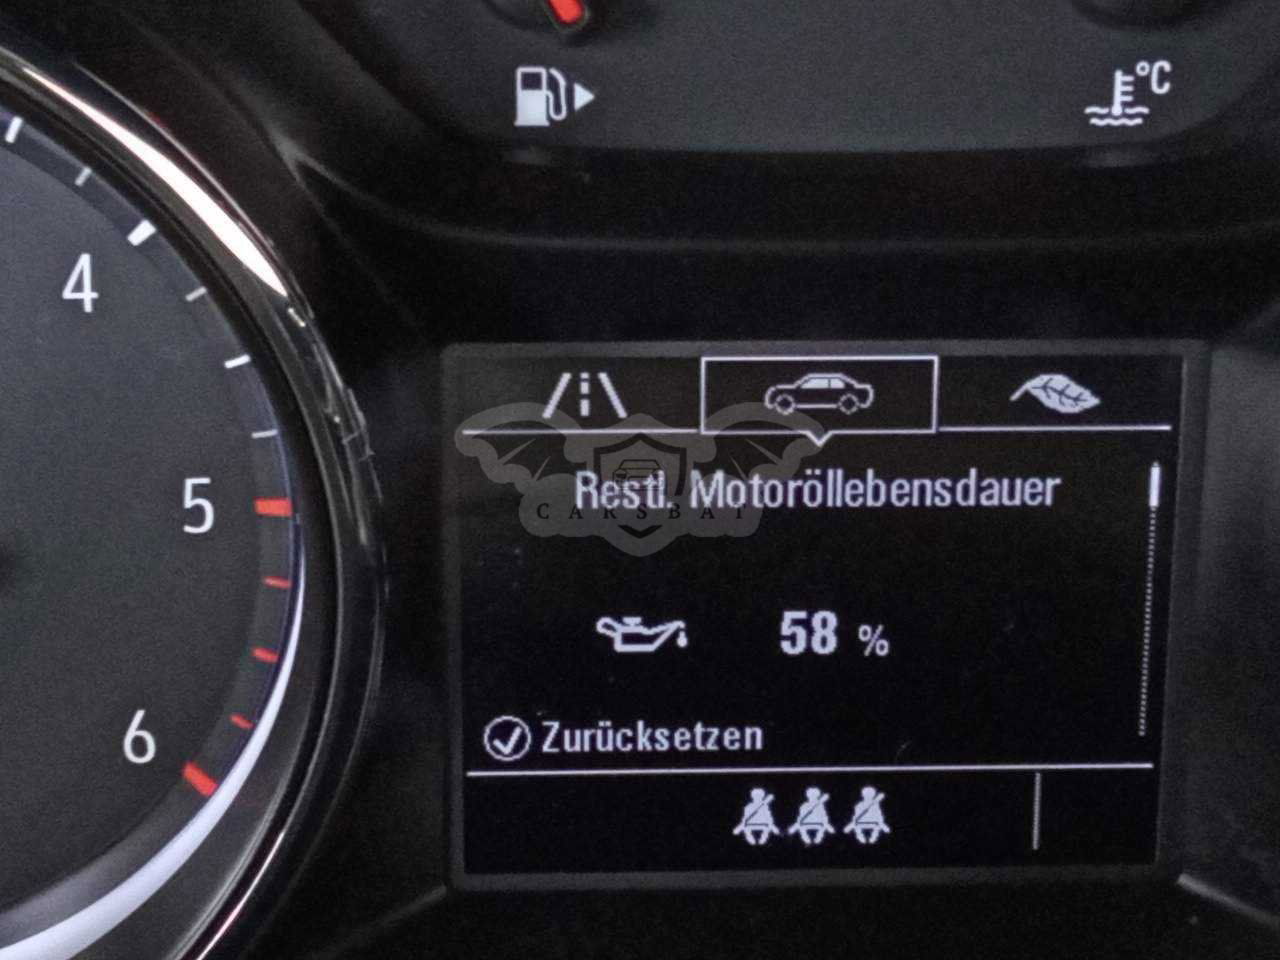 °C
4
5
6
Restl. Motoröllebensdauer
CARSBAT
58 %
Zurücksetzen